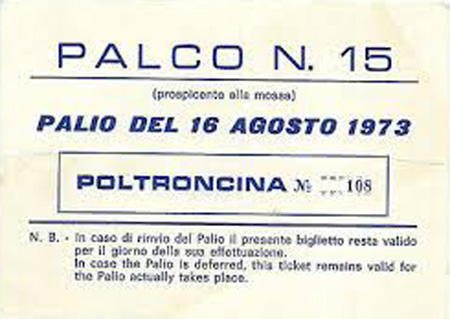 PALCO N. 15
(prospicente alla mossa)
PALIO DEL 16 AGOSTO 1973
POLTRONCINA № 108
N. B. - In caso di rinvio del Palio il presente biglietto resta valido
per il giorno della sua effettuazione.
In case the Palio is deferred, this ticket remains valid for
the Palio actually takes place.